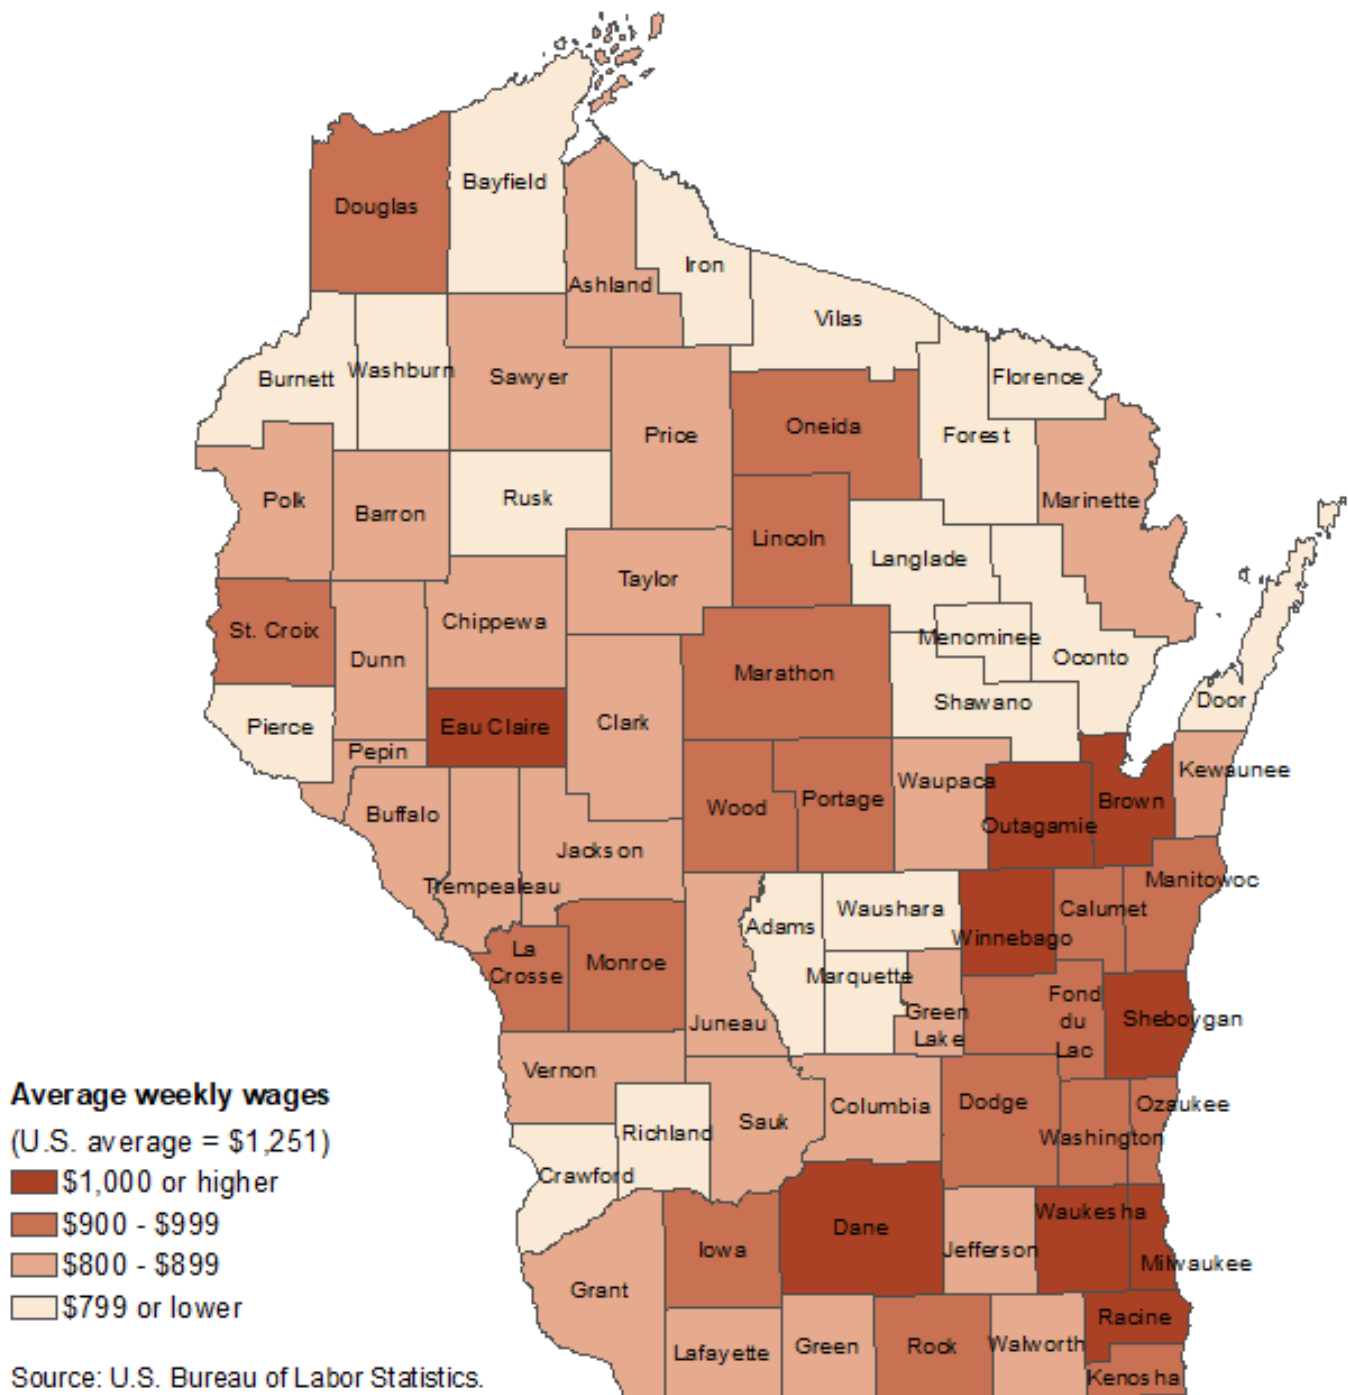 Bayfield
Douglas
Iron
Ashland
Vilas
Burnett
Washburn
Sawyer
Florence
Price
Oneida
Forest
Polk
Barron
Rusk
Marinette
Lincoln
Langlade
Taylor
St. Croix
Chippewa
Menominee
Dunn
Marathon
Oconto
Pierce
Eau Claire
Clark
Shawano
Door
Pepin
Kewaunee
Buffalo
Wood
Portage
Waupaca
Brown
Outagamie
Jackson
Trempealeau
Manitowoc
Adams
Waushara
Calumet
Winnebago
La
Crosse
Monroe
Marquette
Juneau
Green
Lake
Fond
du
Lac
Sheboygan
Vernon
Richland
Sauk
Columbia
Dodge
Ozaukee
Washington
Crawford
Iowa
Dane
Jefferson
Waukesha
Milwaukee
Grant
Lafayette
Green
Rock
Walworth
Racine
Kenosha
Average weekly wages
(U.S. average = $1,251)
$1,000 or higher
$900 - $999
$800 - $899
$799 or lower
Source: U.S. Bureau of Labor Statistics.